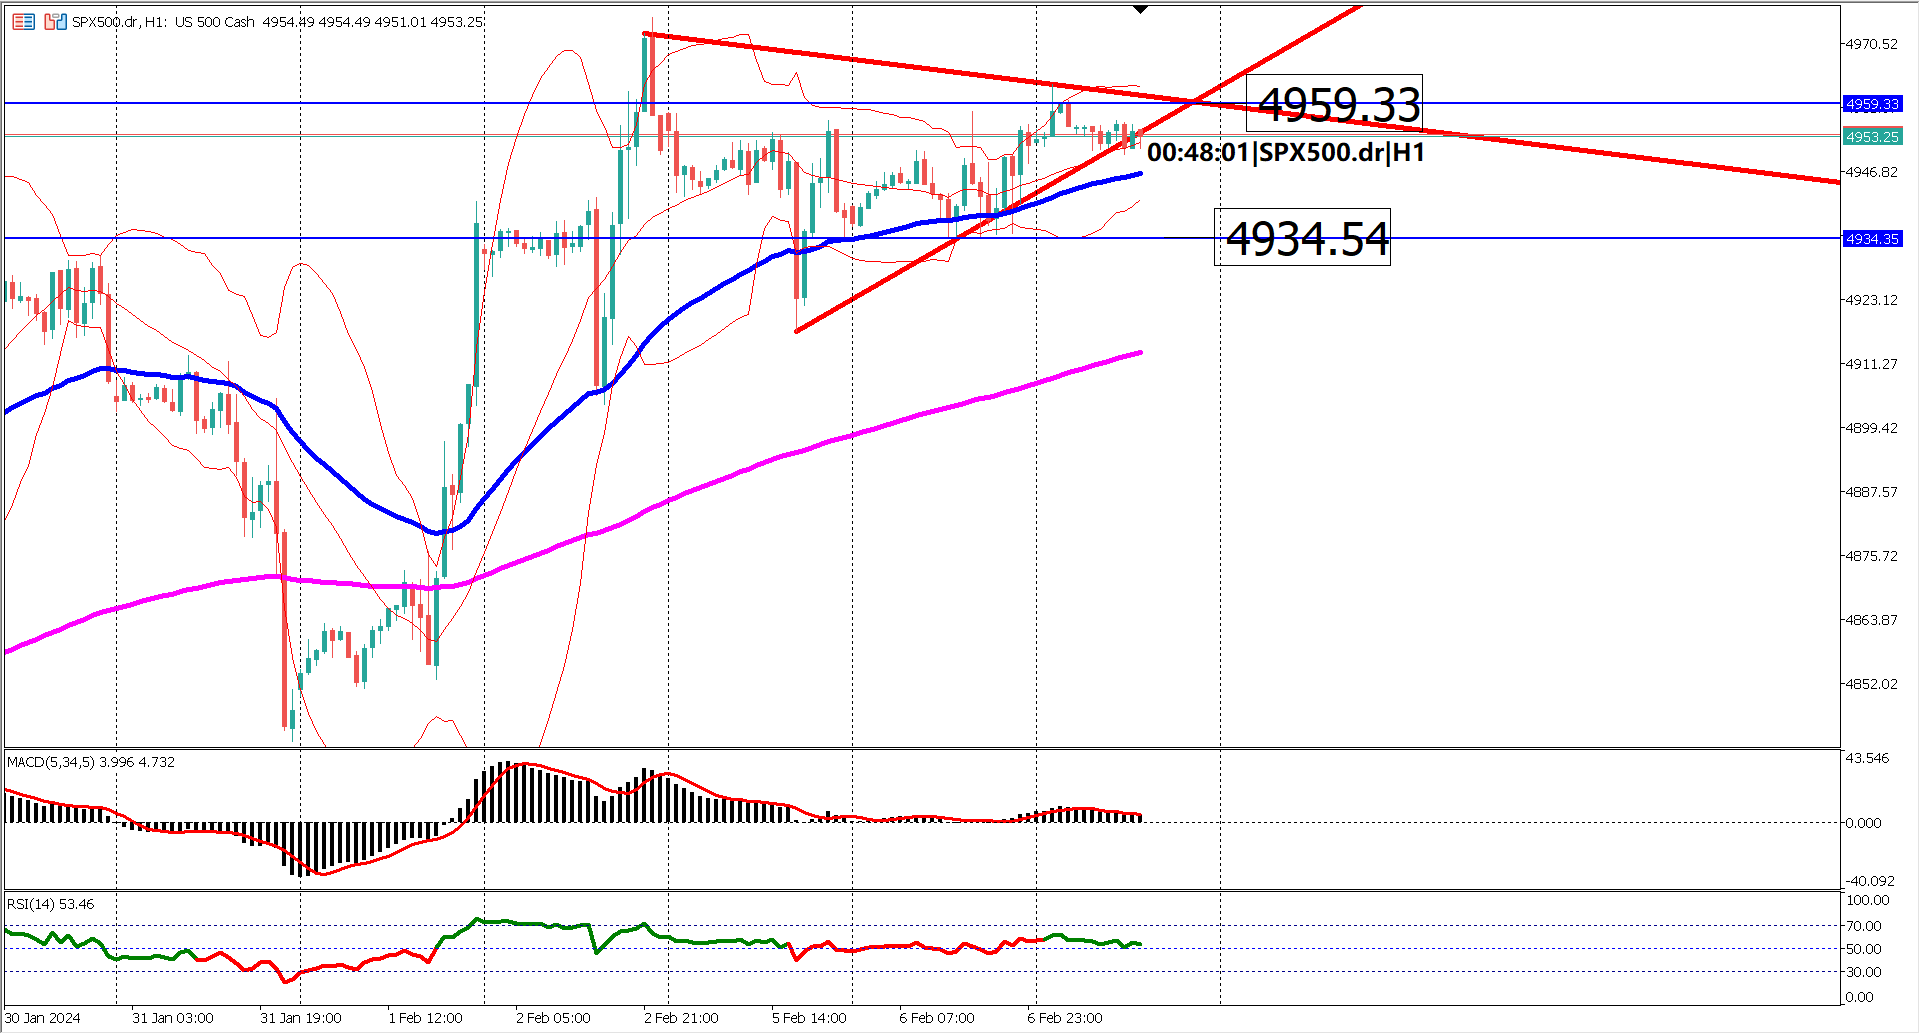 SPX500.dr, H1: US 500 Cash 4954.49 4954.49 4951.01 4953.25
4970.52
4959.33
4959.33
4953.25
00:48:01|SPX500.dr|H1
4946.82
4934.54
4934.35
4923.12
4911.27
4899.42
4887.57
4875.72
4863.87
4852.02
MACD(5,34,5) 3.996 4.732
43.546
0.000
-40.092
RSI(14) 53.46
100.00
70.00
50.00
30.00
0.00
30 Jan 2024
31 Jan 03:00
31 Jan 19:00
1 Feb 12:00
2 Feb 05:00
2 Feb 21:00
5 Feb 14:00
6 Feb 07:00
6 Feb 23:00